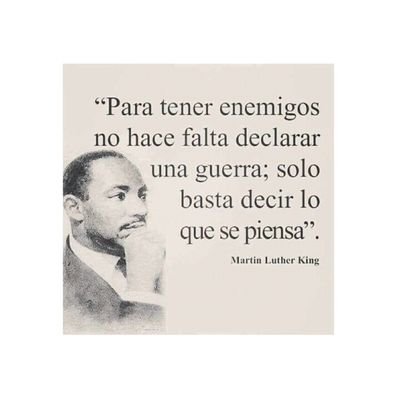 “Para tener enemigos
no hace falta declarar
una guerra; solo
basta decir lo
que se piensa”.
Martin Luther King